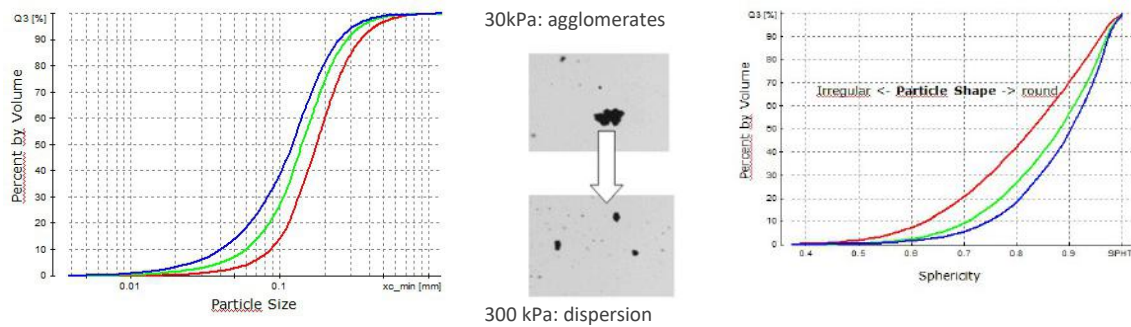 Q3 [%]
90
80
70
60
50
40
30
20
10
0
Percent by Volume
0.01
0.1
xc_min [mm]
Particle Size
30kPa: agglomerates
300 kPa: dispersion
Q3 [%]
90
80
70
60
50
40
30
20
10
0
Percent by Volume
Irregular <- Particle Shape -> round
0.4
0.5
0.6
0.7
0.8
0.9
SPHT
Sphericity